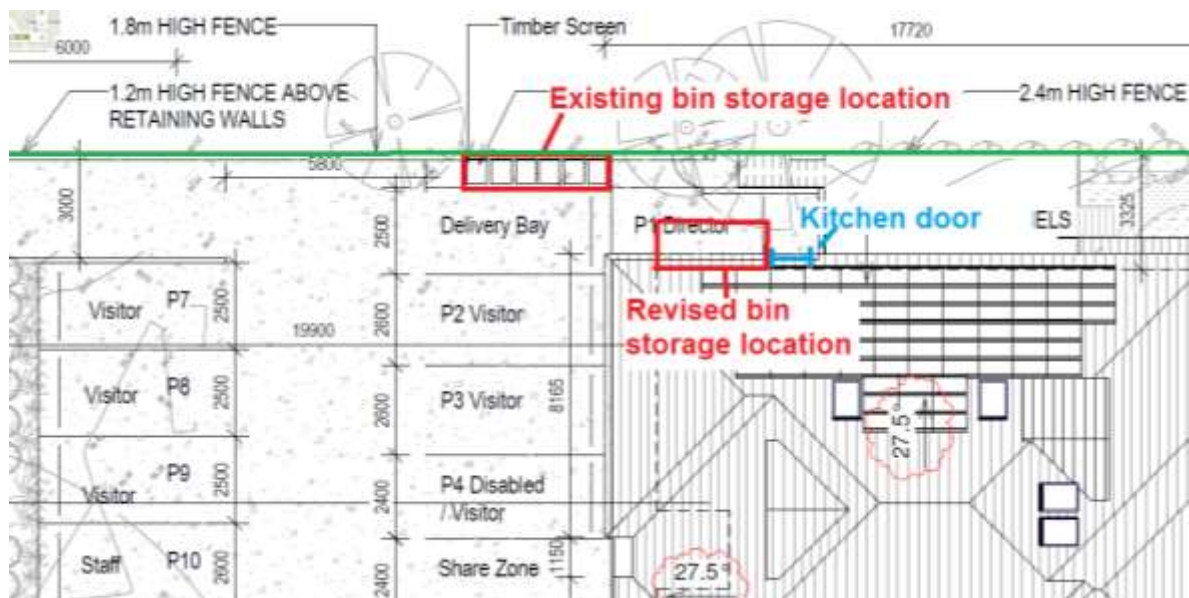 1.8m HIGH FENCE
Timber Screen
17720
6000
1.2m HIGH FENCE ABOVE
RETAINING WALLS
Existing bin storage location
2.4m HIGH FENCE
5800
3000
2500
Delivery Bay
P1 Director
Kitchen door
ELS
3325
Visitor
P7
2500
19900
2600
P2 Visitor
Revised bin
storage location
Visitor
P8
2500
2600
P3 Visitor
8165
27.5°
Visitor
P9
2500
2400
P4 Disabled
/ Visitor
Staff
P10
2600
2400
Share Zone
1150
27.5°